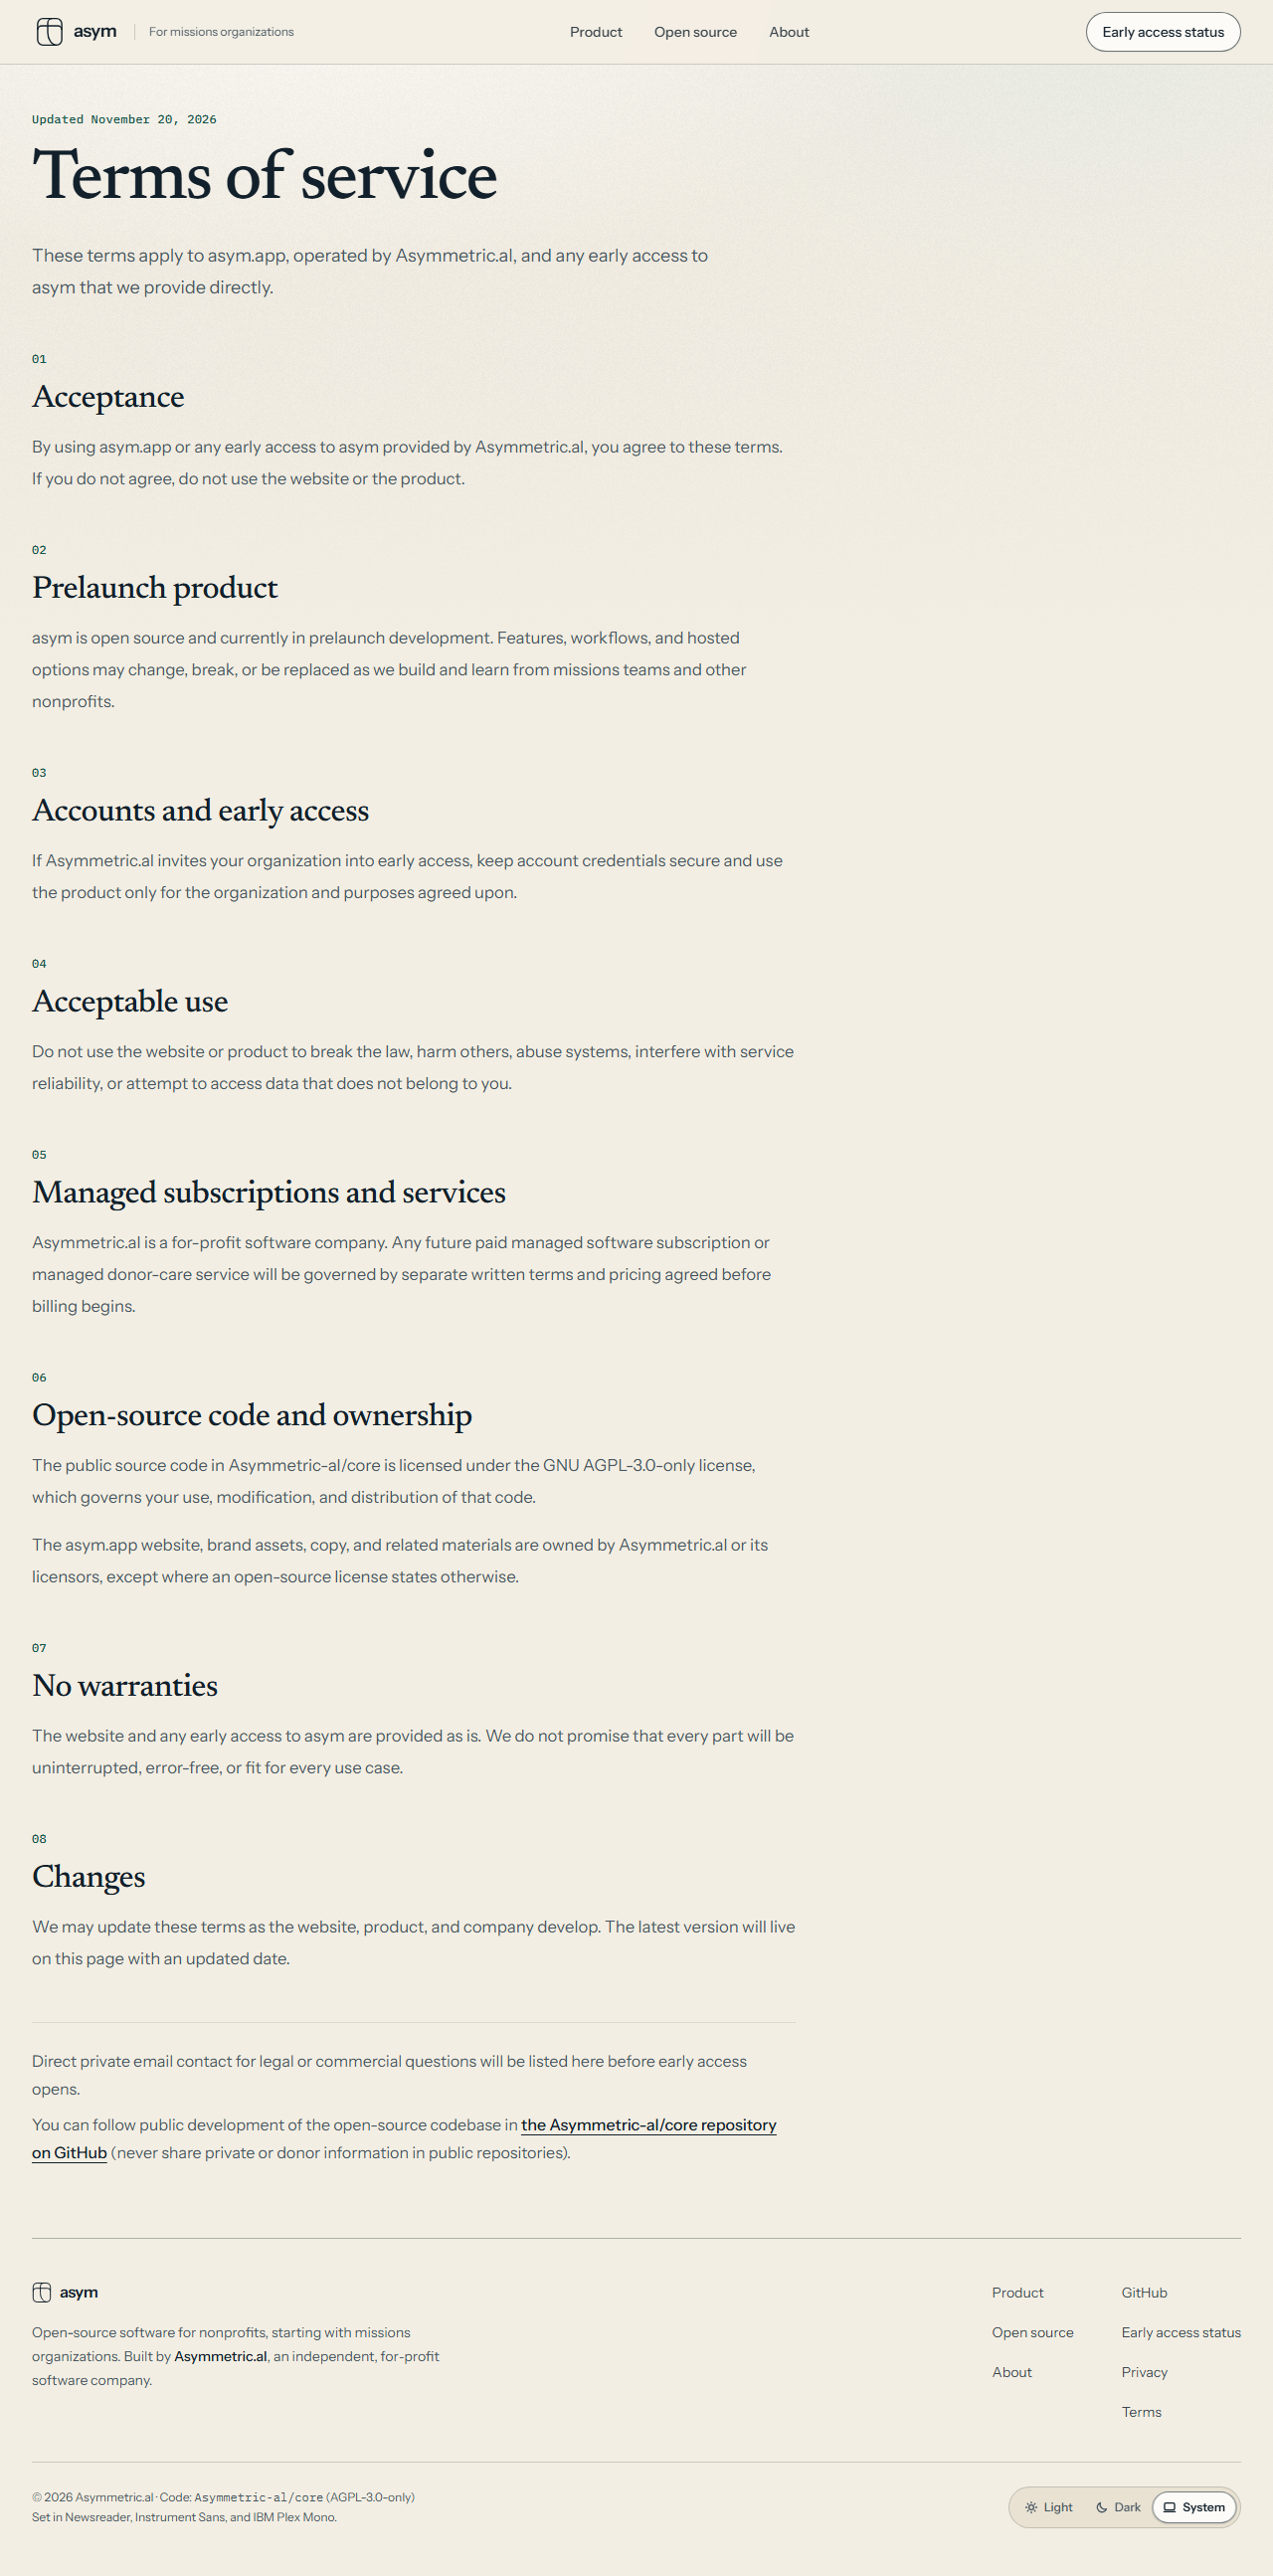 asym
For missions organizations
Product
Open source
About
Early access status
Updated November 20, 2026
Terms of service
These terms apply to asym.app, operated by Asymmetric.al, and any early access to
asym that we provide directly.
01
Acceptance
By using asym.app or any early access to asym provided by Asymmetric.al, you agree to these terms.
If you do not agree, do not use the website or the product.
02
Prelaunch product
asym is open source and currently in prelaunch development. Features, workflows, and hosted
options may change, break, or be replaced as we build and learn from missions teams and other
nonprofits.
03
Accounts and early access
If Asymmetric.al invites your organization into early access, keep account credentials secure and use
the product only for the organization and purposes agreed upon.
04
Acceptable use
Do not use the website or product to break the law, harm others, abuse systems, interfere with service
reliability, or attempt to access data that does not belong to you.
05
Managed subscriptions and services
Asymmetric.al is a for-profit software company. Any future paid managed software subscription or
managed donor-care service will be governed by separate written terms and pricing agreed before
billing begins.
06
Open-source code and ownership
The public source code in Asymmetric-al/core is licensed under the GNU AGPL-3.0-only license,
which governs your use, modification, and distribution of that code.
The asym.app website, brand assets, copy, and related materials are owned by Asymmetric.al or its
licensors, except where an open-source license states otherwise.
07
No warranties
The website and any early access to asym are provided as is. We do not promise that every part will be
uninterrupted, error-free, or fit for every use case.
08
Changes
We may update these terms as the website, product, and company develop. The latest version will live
on this page with an updated date.
Direct private email contact for legal or commercial questions will be listed here before early access
opens.
You can follow public development of the open-source codebase in the Asymmetric-al/core repository
on GitHub (never share private or donor information in public repositories).
asym
Open-source software for nonprofits, starting with missions
organizations. Built by Asymmetric.al, an independent, for-profit
software company.
Product
Open source
About
GitHub
Early access status
Privacy
Terms
© 2026 Asymmetric.al · Code: Asymmetric-al/core (AGPL-3.0-only)
Set in Newsreader, Instrument Sans, and IBM Plex Mono.
Light
Dark
System